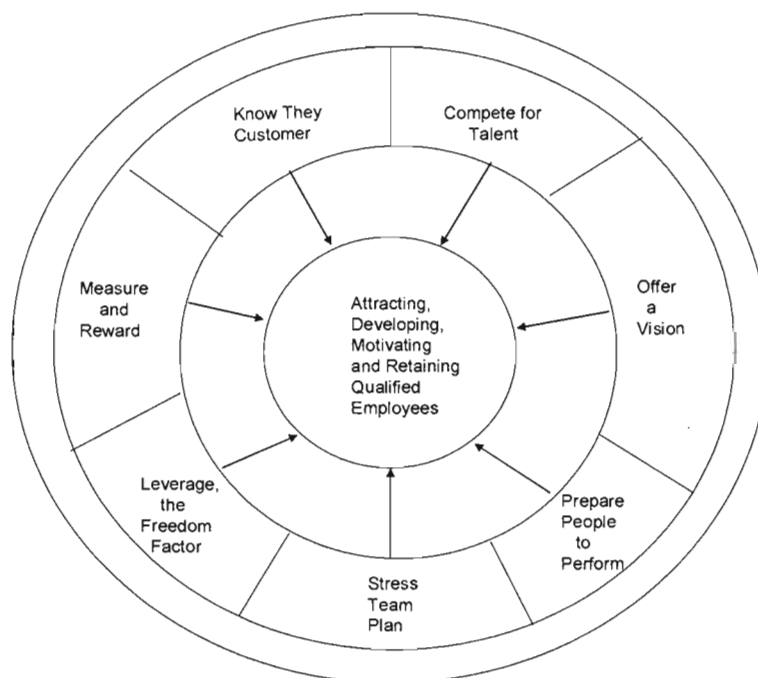 Know They
Customer
Compete for
Talent
Offer
a
Vision
Prepare
People
to
Perform
Stress
Team
Plan
Leverage,
the
Freedom
Factor
Measure
and
Reward
Attracting,
Developing,
Motivating
and Retaining
Qualified
Employees